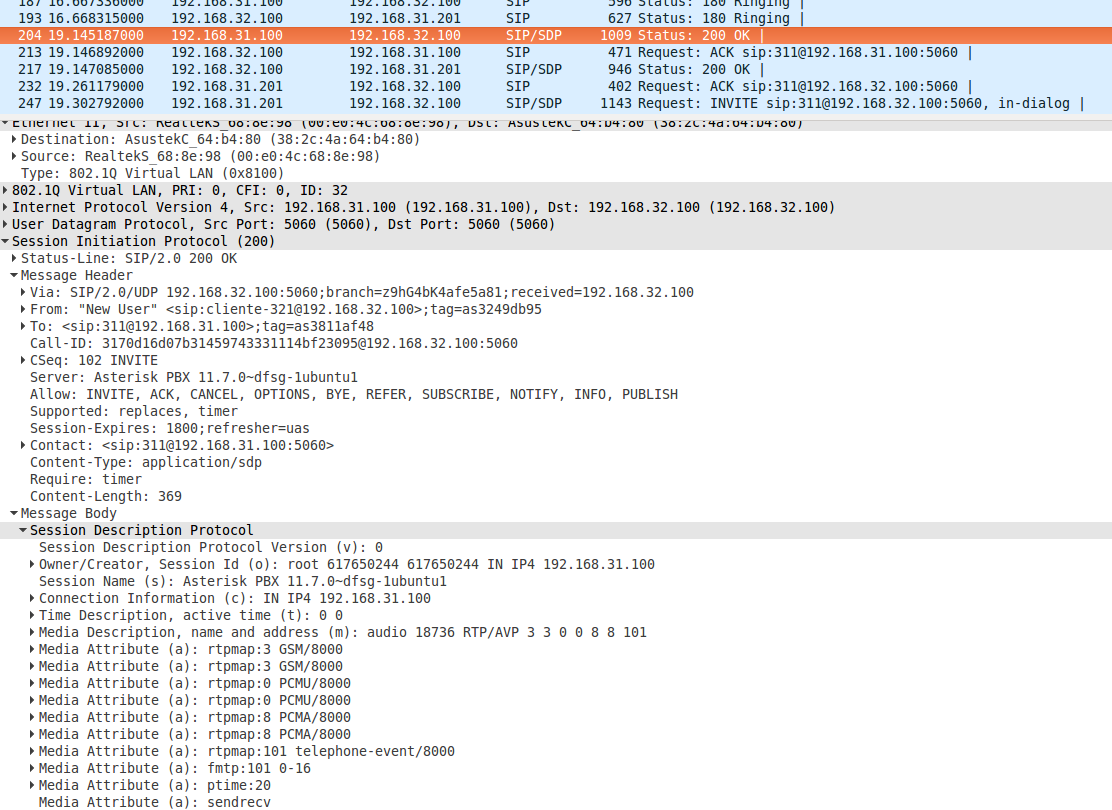 187 16.667336000 192.168.31.100 192.168.32.100 SIP 596 Status: 180 Ringing |
193 16.668315000 192.168.32.100 192.168.31.201 SIP 627 Status: 180 Ringing |
204 19.145187000 192.168.31.100 192.168.32.100 SIP/SDP 1009 Status: 200 OK |
213 19.146892000 192.168.32.100 192.168.31.100 SIP 471 Request: ACK sip:311@192.168.31.100:5060 |
217 19.147085000 192.168.32.100 192.168.31.201 SIP/SDP 946 Status: 200 OK |
232 19.261179000 192.168.31.201 192.168.32.100 SIP 402 Request: ACK sip:311@192.168.32.100:5060 |
247 19.302792000 192.168.31.201 192.168.32.100 SIP/SDP 1143 Request: INVITE sip:311@192.168.32.100:5060, in-dialog |
Ethernet II, Src: RealtekS_68:8e:98 (00:e0:4c:68:8e:98), Dst: AsustekC_64:b4:80 (38:2c:4a:64:b4:80)
Destination: AsustekC_64:b4:80 (38:2c:4a:64:b4:80)
Source: RealtekS_68:8e:98 (00:e0:4c:68:8e:98)
Type: 802.1Q Virtual LAN (0x8100)
802.1Q Virtual LAN, PRI: 0, CFI: 0, ID: 32
Internet Protocol Version 4, Src: 192.168.31.100 (192.168.31.100), Dst: 192.168.32.100 (192.168.32.100)
User Datagram Protocol, Src Port: 5060 (5060), Dst Port: 5060 (5060)
Session Initiation Protocol (200)
Status-Line: SIP/2.0 200 OK
Message Header
Via: SIP/2.0/UDP 192.168.32.100:5060;branch=z9hG4bK4afe5a81;received=192.168.32.100
From: "New User" <sip:cliente-321@192.168.32.100>;tag=as3249db95
To: <sip:311@192.168.31.100>;tag=as3811af48
Call-ID: 3170d16d07b31459743331114bf23095@192.168.32.100:5060
CSeq: 102 INVITE
Server: Asterisk PBX 11.7.0~dfsg-1ubuntu1
Allow: INVITE, ACK, CANCEL, OPTIONS, BYE, REFER, SUBSCRIBE, NOTIFY, INFO, PUBLISH
Supported: replaces, timer
Session-Expires: 1800;refresher=uas
Contact: <sip:311@192.168.31.100:5060>
Content-Type: application/sdp
Require: timer
Content-Length: 369
Message Body
Session Description Protocol
Session Description Protocol Version (v): 0
Owner/Creator, Session Id (o): root 617650244 617650244 IN IP4 192.168.31.100
Session Name (s): Asterisk PBX 11.7.0~dfsg-1ubuntu1
Connection Information (c): IN IP4 192.168.31.100
Time Description, active time (t): 0 0
Media Description, name and address (m): audio 18736 RTP/AVP 3 3 0 0 8 8 101
Media Attribute (a): rtpmap:3 GSM/8000
Media Attribute (a): rtpmap:3 GSM/8000
Media Attribute (a): rtpmap:0 PCMU/8000
Media Attribute (a): rtpmap:0 PCMU/8000
Media Attribute (a): rtpmap:8 PCMA/8000
Media Attribute (a): rtpmap:8 PCMA/8000
Media Attribute (a): rtpmap:101 telephone-event/8000
Media Attribute (a): fmtp:101 0-16
Media Attribute (a): ptime:20
Media Attribute (a): sendrecv